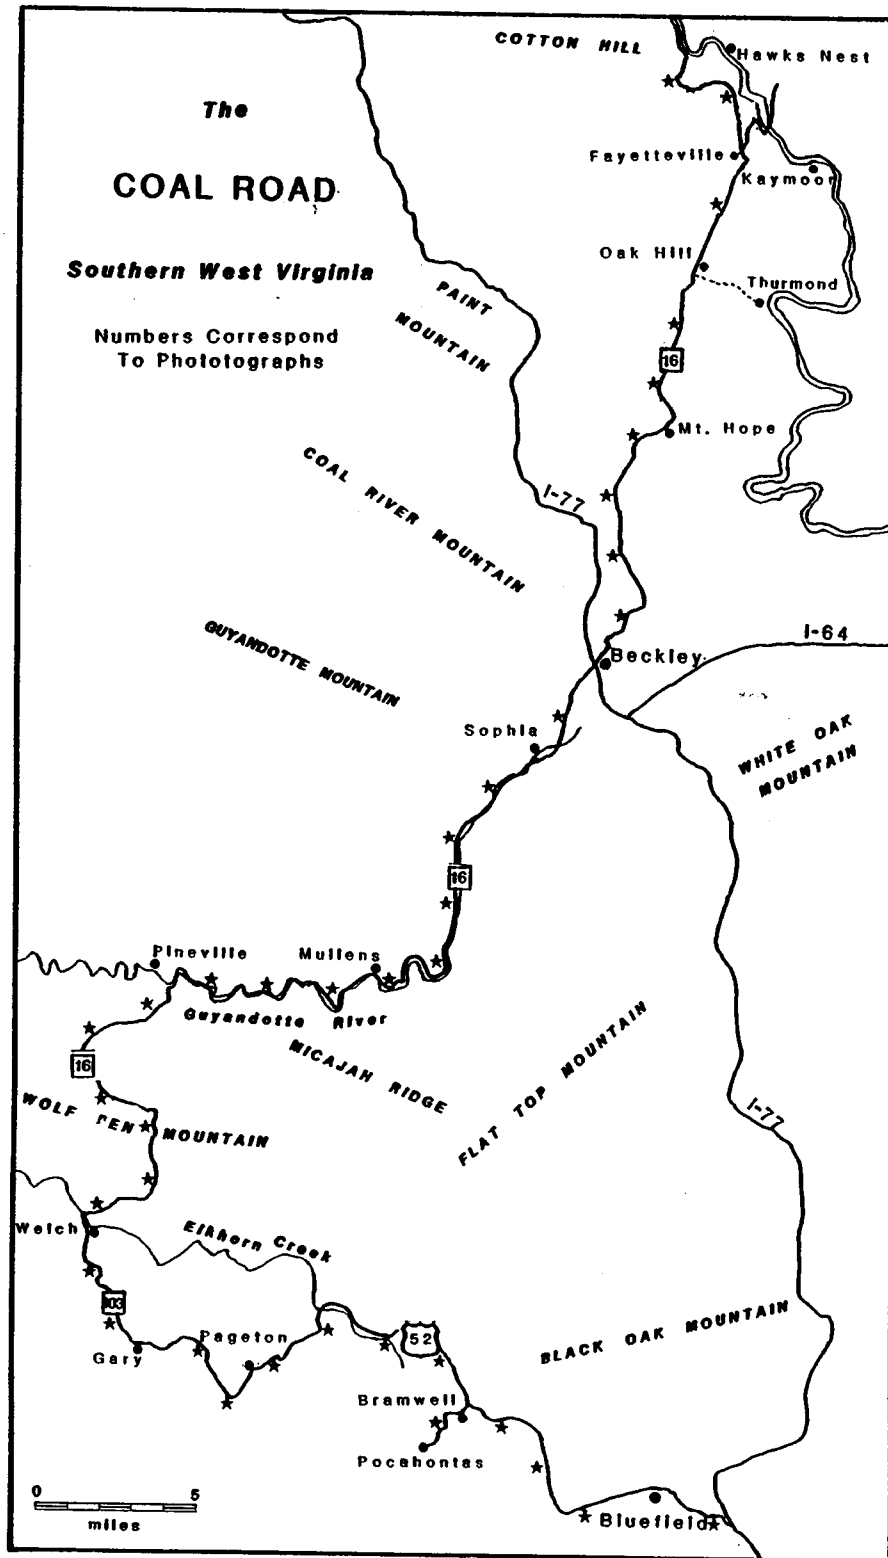 The
COAL ROAD
Southern West Virginia
Numbers Correspond
To Phototographs
COTTON HILL
Hawks Nest
Fayetteville
Kaymoor
Oak Hill
Thurmond
PAINT
MOUNTAIN
16
Mt. Hope
COAL RIVER MOUNTAIN
I-77
GUYANDOTTE MOUNTAIN
I-64
Beckley
Sophia
WHITE OAK
MOUNTAIN
16
Pineville
Mullens
Guyandotte River
16
MICAJAH RIDGE
FLAT TOP MOUNTAIN
WOLF PEN MOUNTAIN
I-77
Welch
Elkhorn Creek
103
Pageton
52
Gary
BLACK OAK MOUNTAIN
Bramwell
Pocahontas
0 5
miles
Bluefield